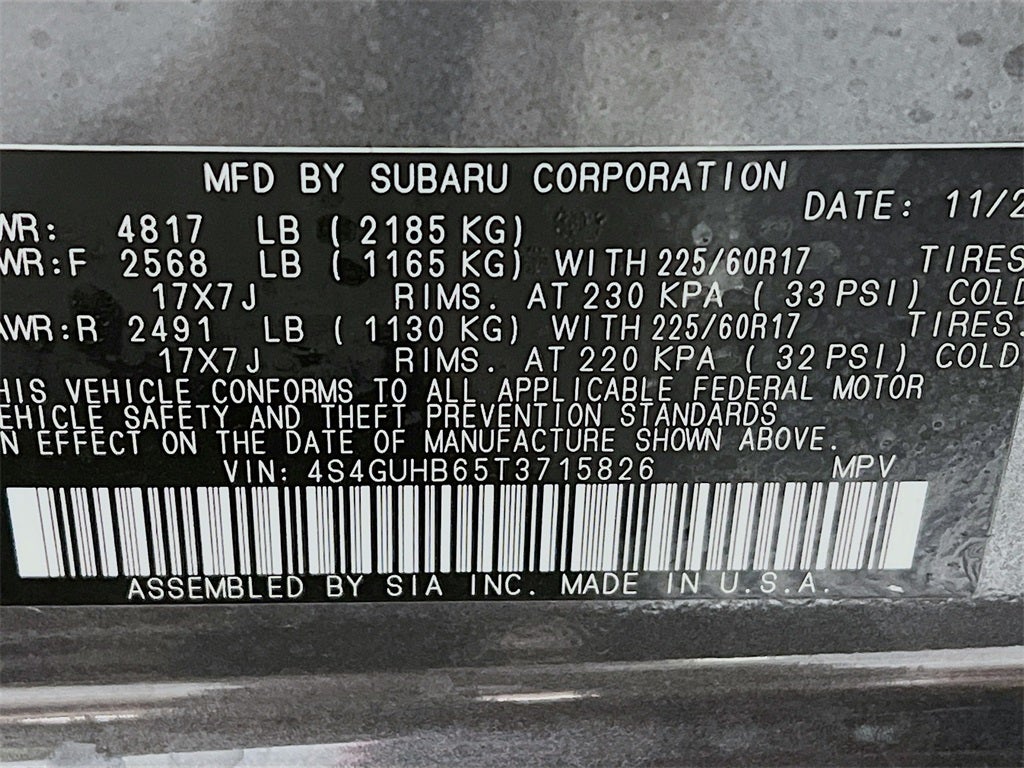 MFD BY SUBARU CORPORATION
DATE: 11/2
WR: 4817 LB ( 2185 KG)
WR:F 2568 LB ( 1165 KG) WITH 225/60R17 TIRES
17X7J RIMS. AT 230 KPA ( 33 PSI) COLD
AWR:R 2491 LB ( 1130 KG) WITH 225/60R17 TIRES.
17X7J RIMS. AT 220 KPA ( 32 PSI) COLD
HIS VEHICLE CONFORMS TO ALL APPLICABLE FEDERAL MOTOR
EHICLE SAFETY AND THEFT PREVENTION STANDARDS
N EFFECT ON THE DATE OF MANUFACTURE SHOWN ABOVE.
VIN: 4S4GUHB65T3715826 MPV
ASSEMBLED BY SIA INC. MADE IN U.S.A.